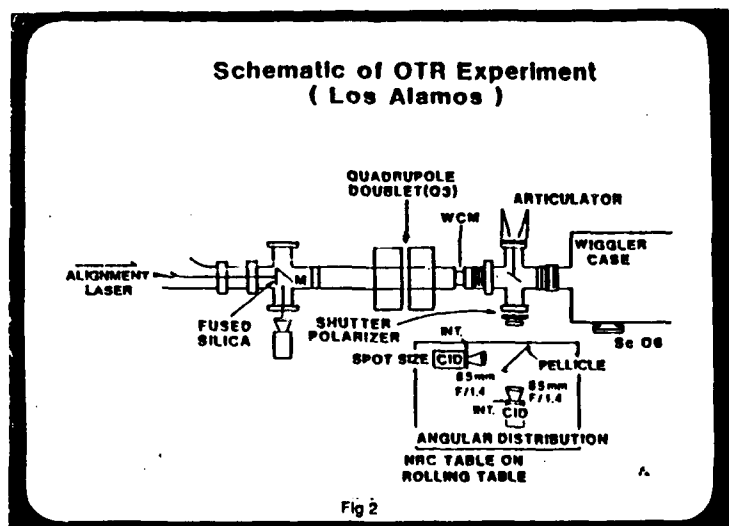 Schematic of OTR Experiment
( Los Alamos )
QUADRUPOLE
DOUBLET(Q3)
ARTICULATOR
WCM
WIGGLER
CASE
ALIGNMENT
LASER
M
FUSED
SILICA
SHUTTER
POLARIZER
Sc 06
INT.
SPOT SIZE
CID
PELLICLE
85mm
F/1.4
85mm
F/1.4
INT.
CID
ANGULAR DISTRIBUTION
NRC TABLE ON
ROLLING TABLE
Fig 2